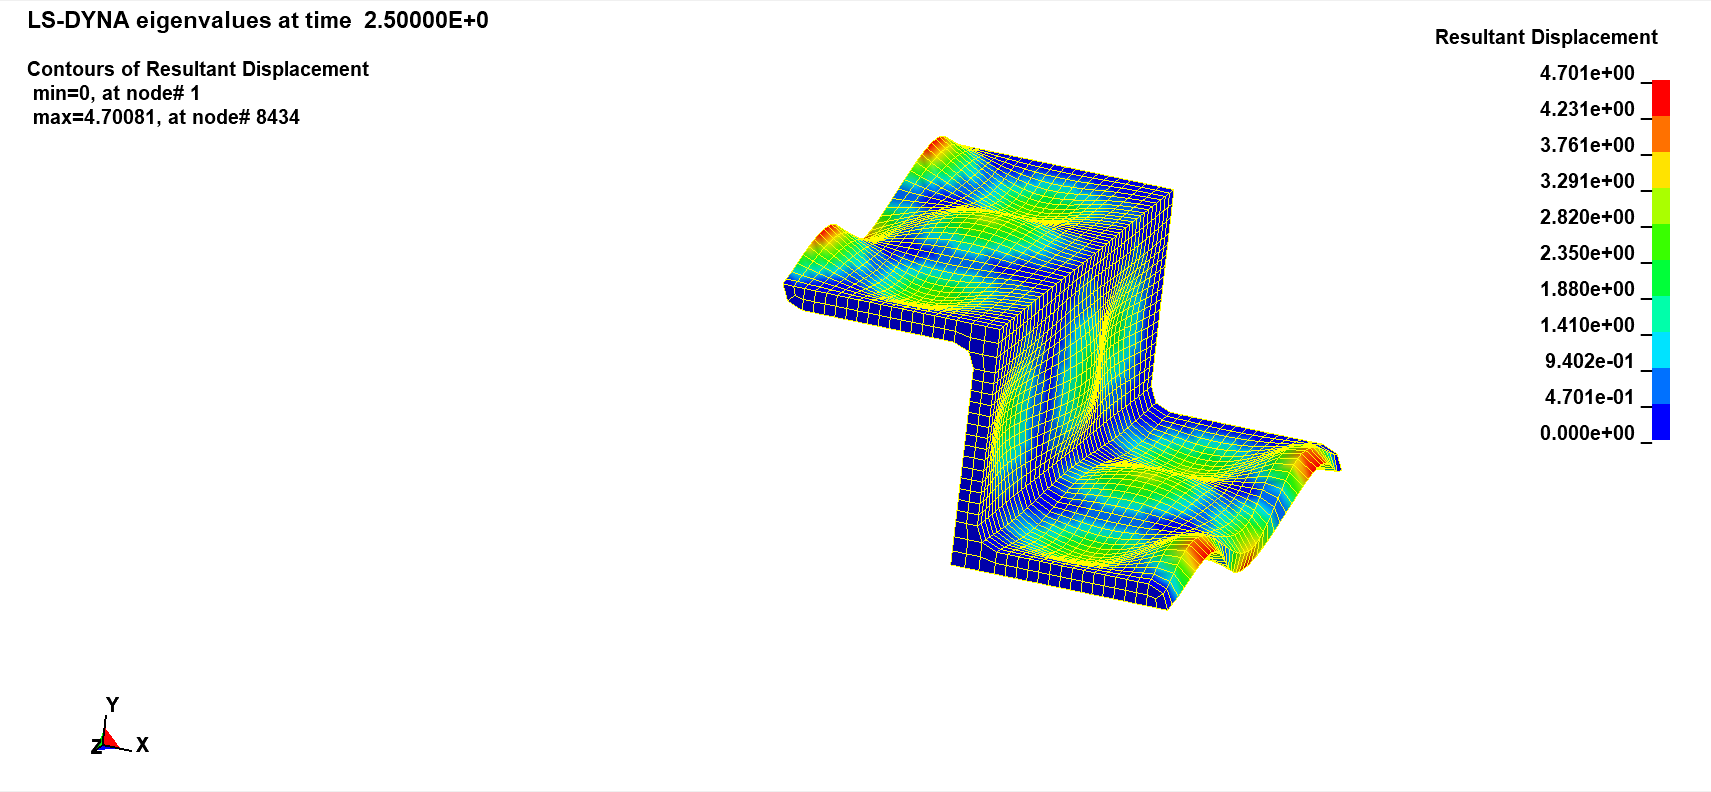 LS-DYNA eigenvalues at time 2.50000E+0
Contours of Resultant Displacement
min=0, at node# 1
max=4.70081, at node# 8434
Resultant Displacement
4.701e+00
4.231e+00
3.761e+00
3.291e+00
2.820e+00
2.350e+00
1.880e+00
1.410e+00
9.402e-01
4.701e-01
0.000e+00
Y
Z
X